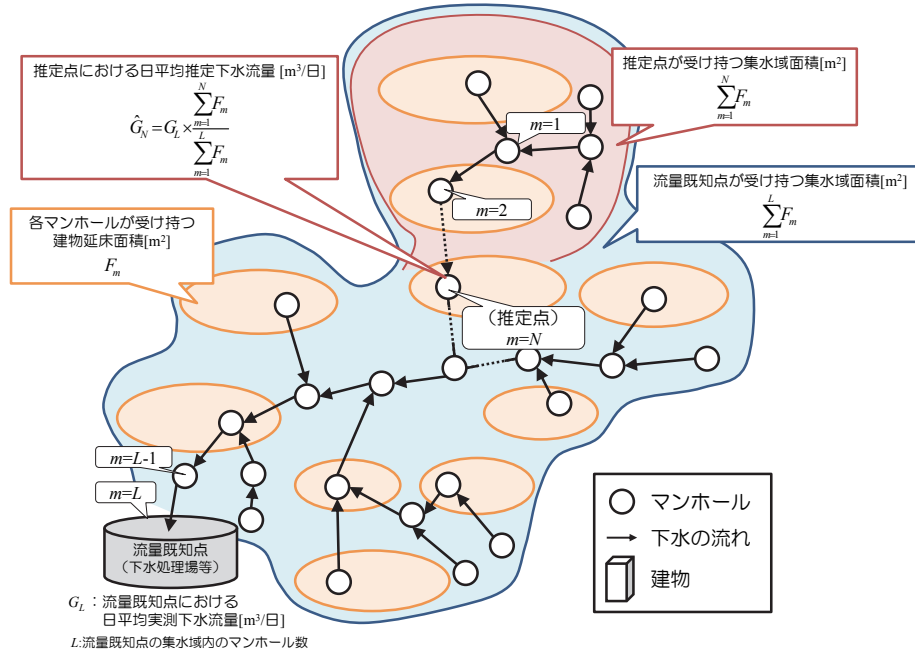 推定点における日平均推定下水流量 [m³/日]
Ĝ_N = G_L × \frac{\sum_{m=1}^{N} F_m}{\sum_{m=1}^{L} F_m}
推定点が受け持つ集水域面積[m²]
\sum_{m=1}^{N} F_m
流量既知点が受け持つ集水域面積[m²]
\sum_{m=1}^{L} F_m
各マンホールが受け持つ
建物延床面積[m²]
F_m
m=1
m=2
（推定点）
m=N
m=L-1
m=L
流量既知点
（下水処理場等）
G_L ：流量既知点における
日平均実測下水流量[m³/日]
L:流量既知点の集水域内のマンホール数
マンホール
下水の流れ
建物